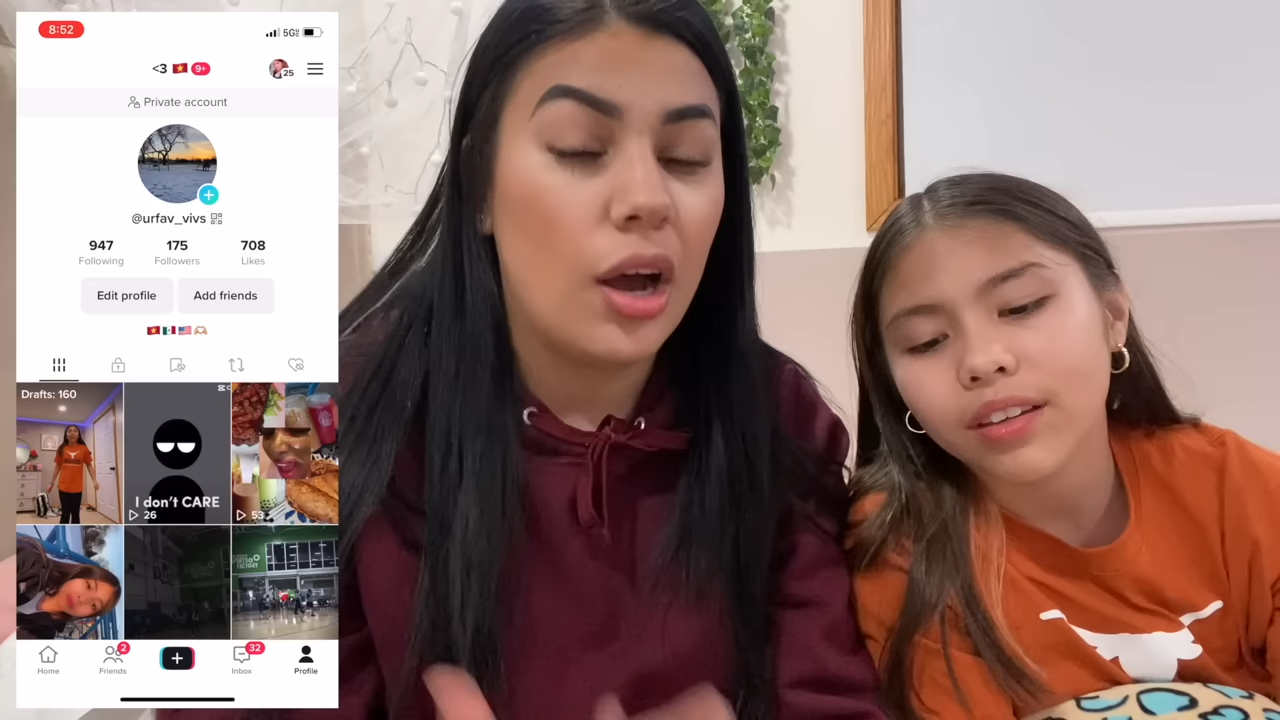 8:52
5G
<3 🇻🇳 9+
25
Private account
@urfav_vivs
947 175 708
Following Followers Likes
Edit profile Add friends
🇻🇳🇲🇽🇺🇸🫶🏼
Drafts: 160
I don't CARE
26
53
FACTORY
Home Friends 2 Inbox 32 Profile